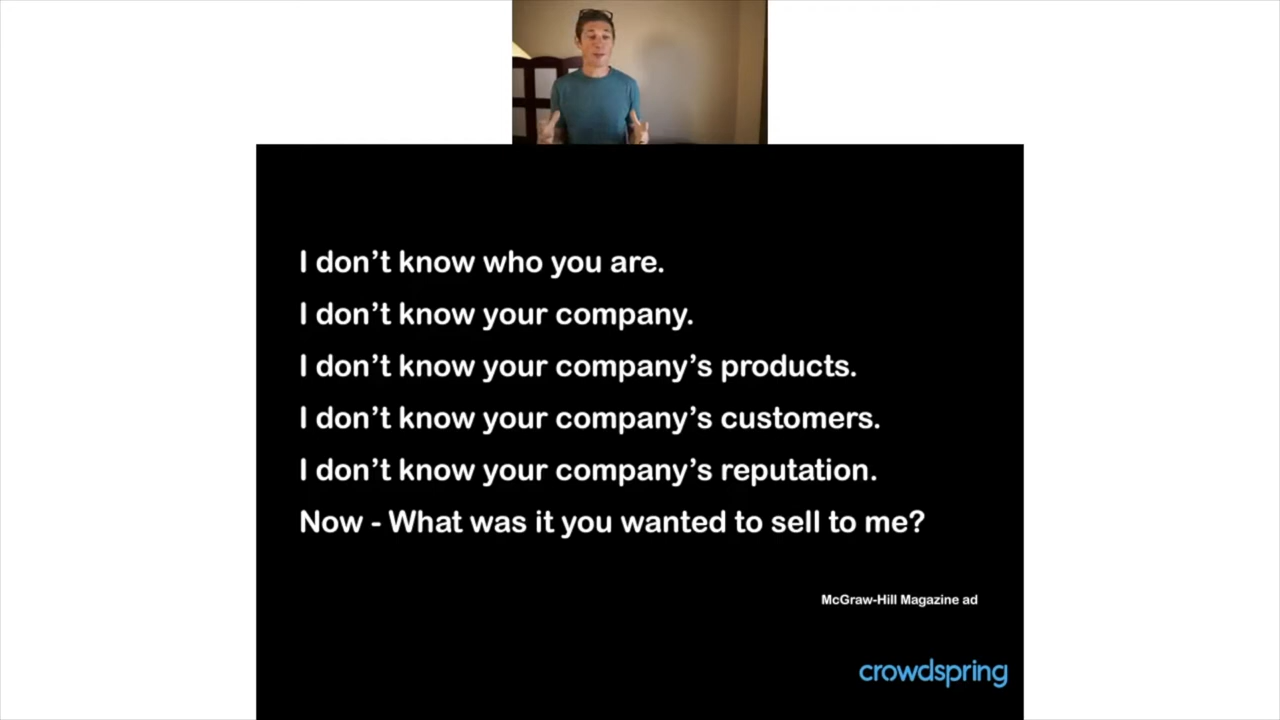 I don’t know who you are.
I don’t know your company.
I don’t know your company’s products.
I don’t know your company’s customers.
I don’t know your company’s reputation.
Now - What was it you wanted to sell to me?
McGraw-Hill Magazine ad
crowdspring